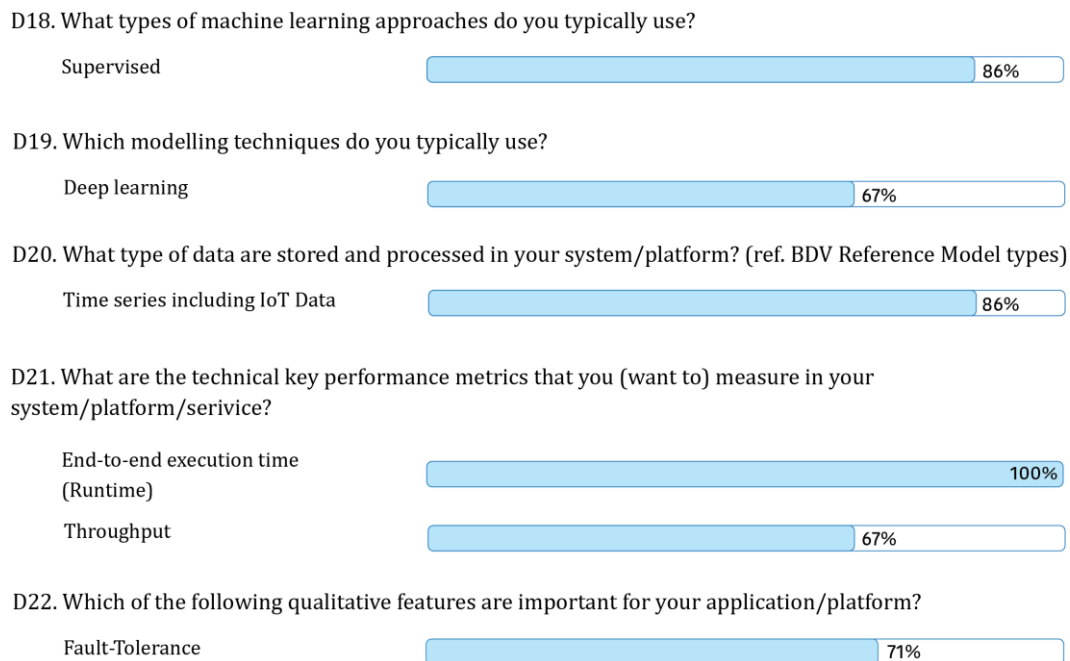 D18. What types of machine learning approaches do you typically use?
Supervised
86%
D19. Which modelling techniques do you typically use?
Deep learning
67%
D20. What type of data are stored and processed in your system/platform? (ref. BDV Reference Model types)
Time series including IoT Data
86%
D21. What are the technical key performance metrics that you (want to) measure in your
system/platform/serivice?
End-to-end execution time
(Runtime)
100%
Throughput
67%
D22. Which of the following qualitative features are important for your application/platform?
Fault-Tolerance
71%